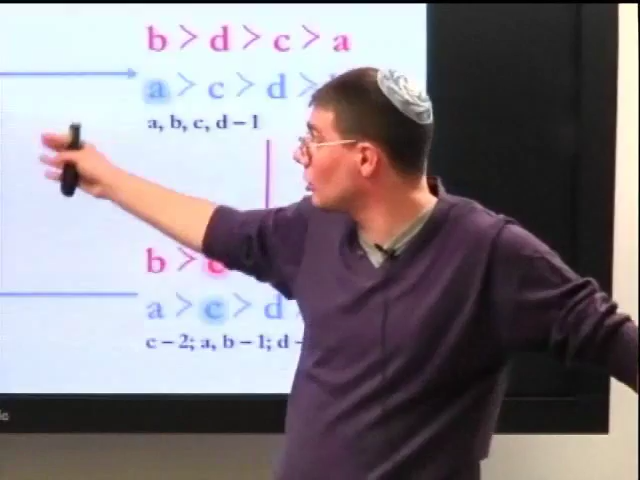 b > d > c > a
a > c > d >
a, b, c, d – 1
b > c
a > c > d
c – 2; a, b – 1; d –